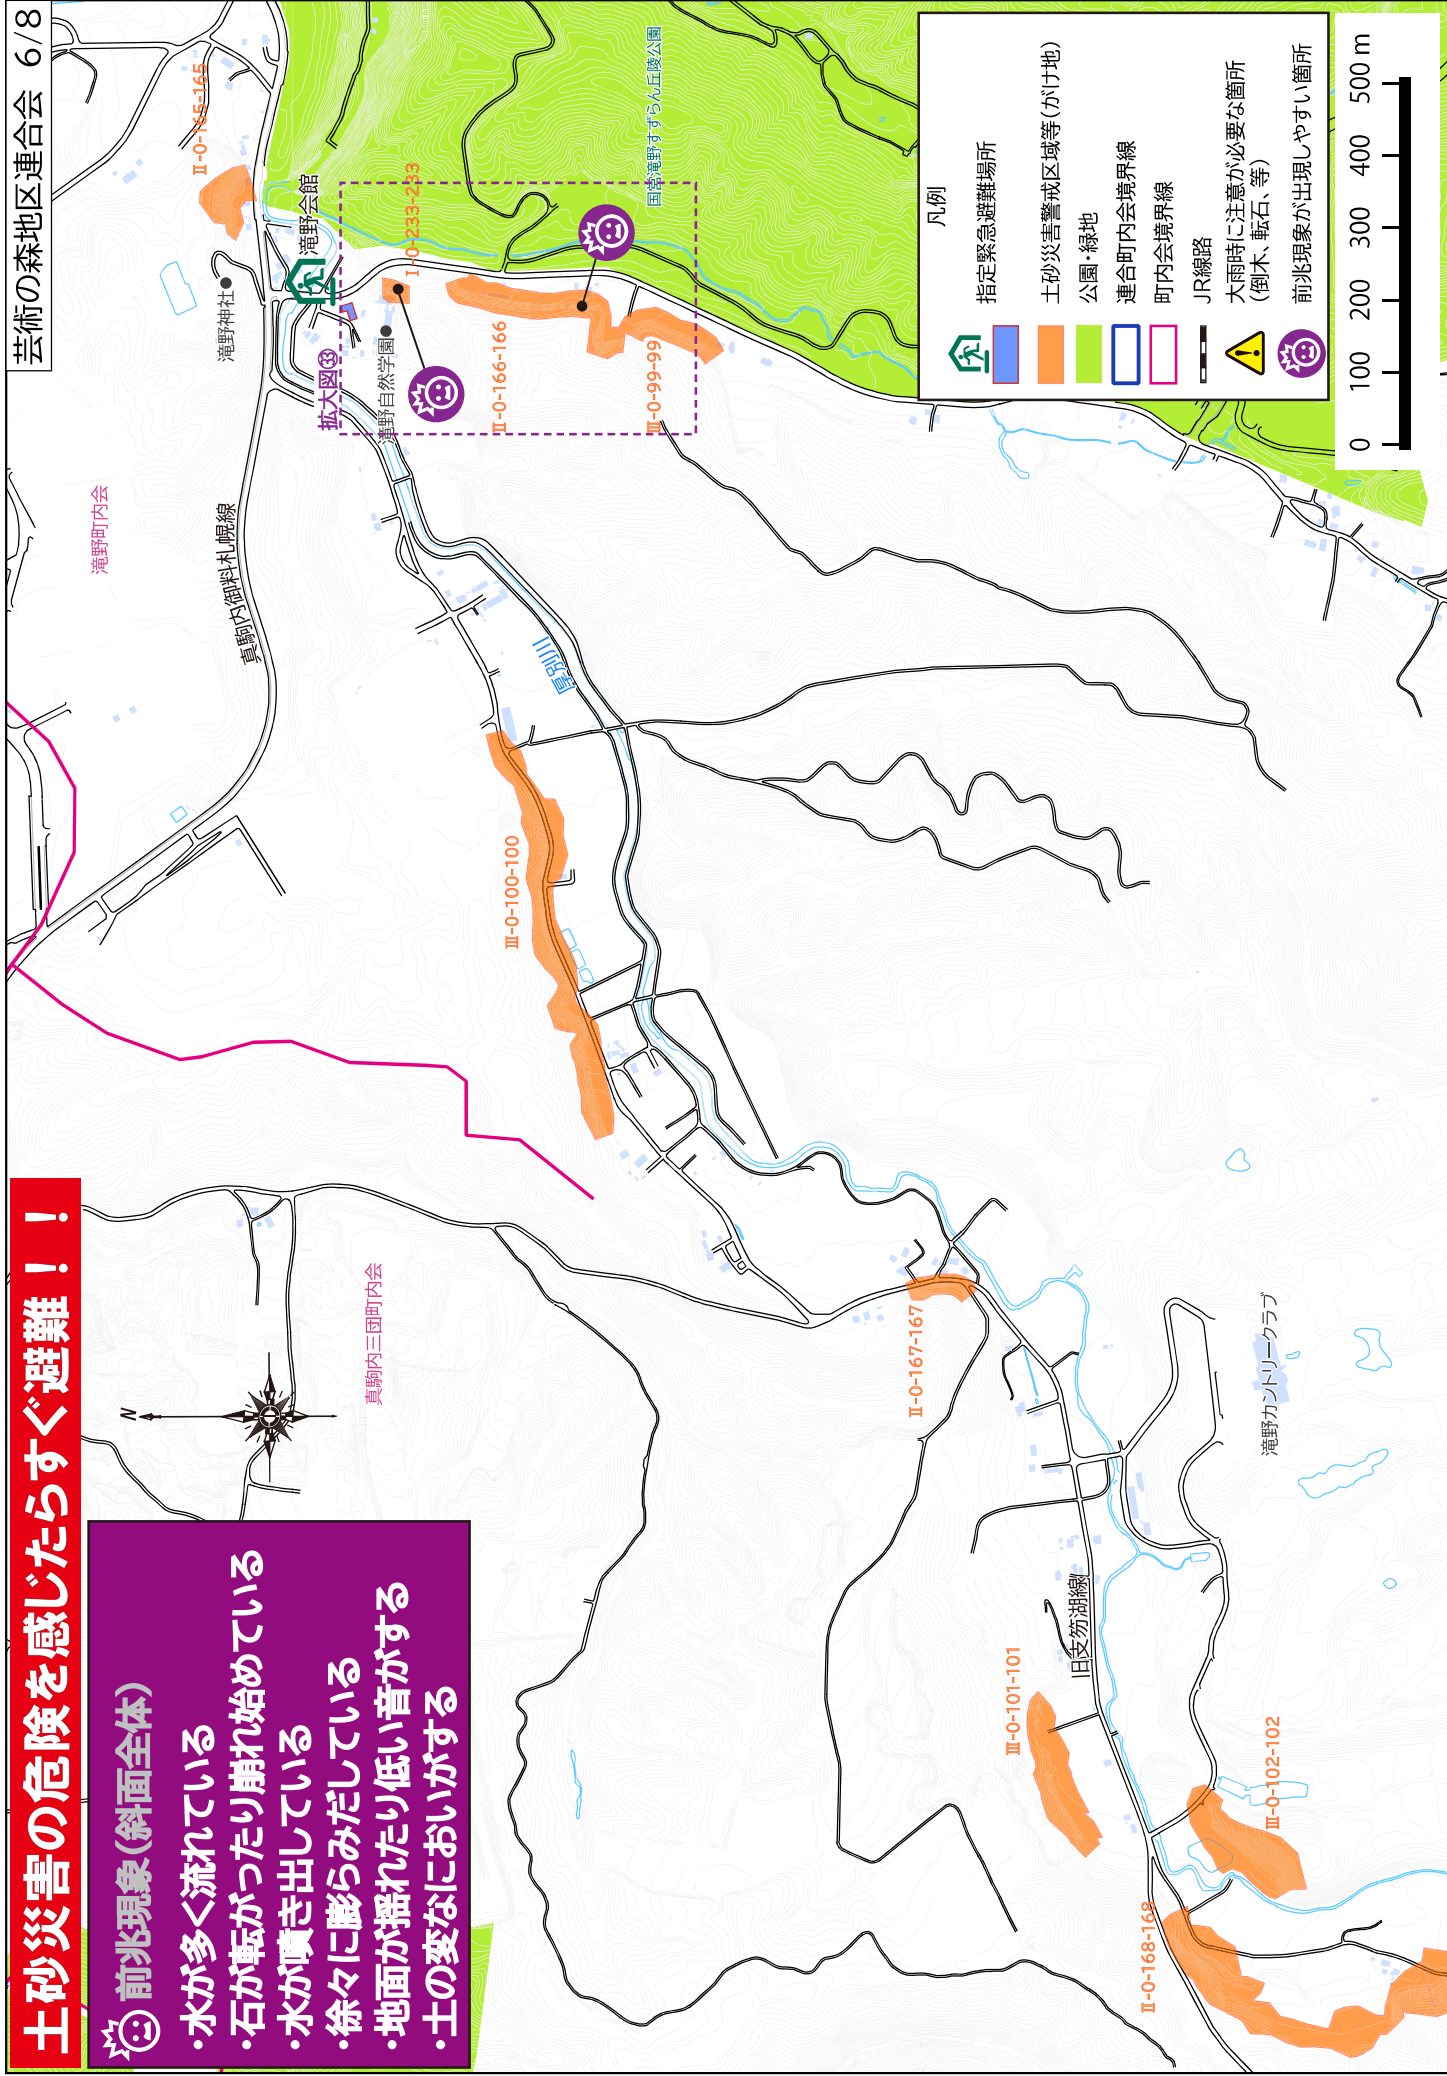 土砂災害の危険を感じたらすぐ避難!!
芸術の森地区連合会 6/8
前兆現象(斜面全体)
・水が多く流れている
・石が転がったり崩れ始めている
・水が噴き出している
・徐々に膨らみだしている
・地面が揺れたり低い音がする
・土の変なにおいがする
N
真駒内三団町内会
滝野町内会
真駒内御料札幌線
Ⅱ-0-165-165
滝野神社
滝野会館
拡大図㉝
滝野自然学園
Ⅰ-0-233-233
Ⅱ-0-166-166
Ⅲ-0-99-99
国営滝野すずらん丘陵公園
厚別川
Ⅲ-0-100-100
Ⅱ-0-167-167
旧支笏湖線
Ⅲ-0-101-101
Ⅲ-0-102-102
Ⅱ-0-168-168
滝野カントリークラブ
凡例
指定緊急避難場所
土砂災害警戒区域等(がけ地)
公園・緑地
連合町内会境界線
町内会境界線
JR線路
大雨時に注意が必要な箇所
(倒木、転石、等)
前兆現象が出現しやすい箇所
0 100 200 300 400 500 m